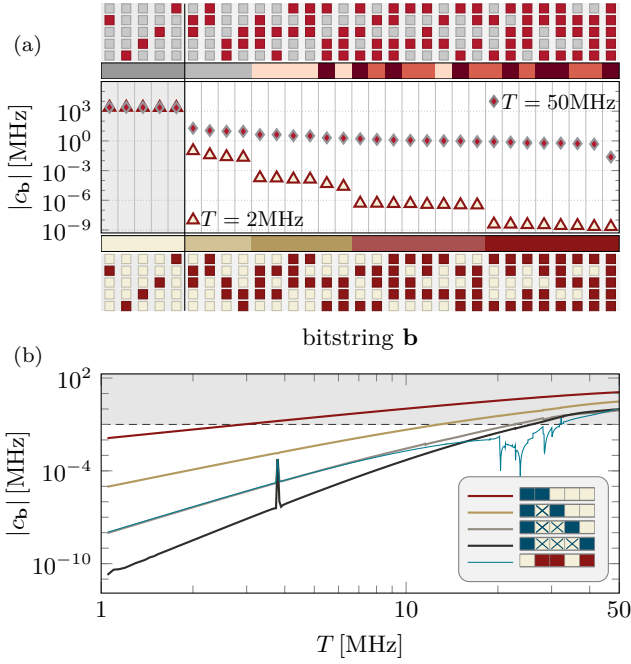 (a)
|c_b| [MHz]
10^3
10^0
10^−3
10^−6
10^−9
T = 50MHz
T = 2MHz
bitstring b
(b)
|c_b| [MHz]
10^2
10^−4
10^−10
1
10
50
T [MHz]